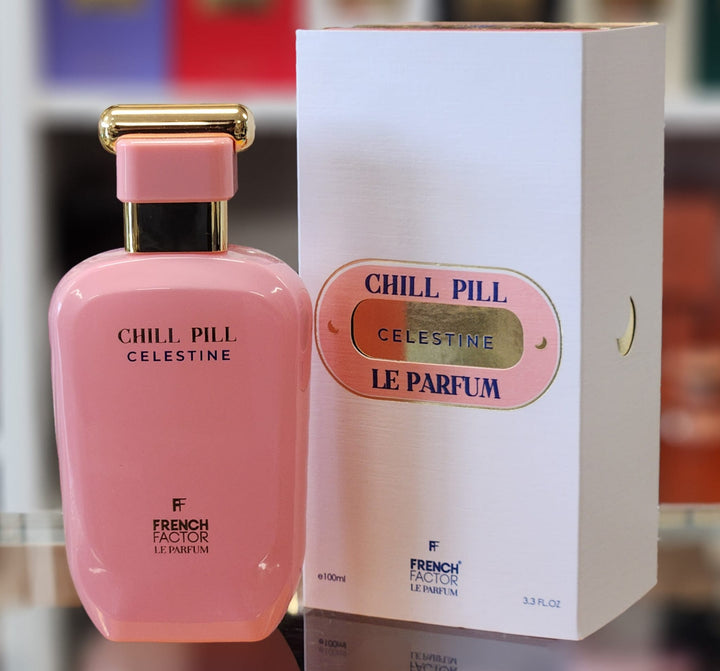 CHILL PILL
CELESTINE
FF
FRENCH
FACTOR
LE PARFUM
CHILL PILL
CELESTINE
LE PARFUM
FF
FRENCH®
FACTOR
LE PARFUM
e100ml
3.3 FL.OZ